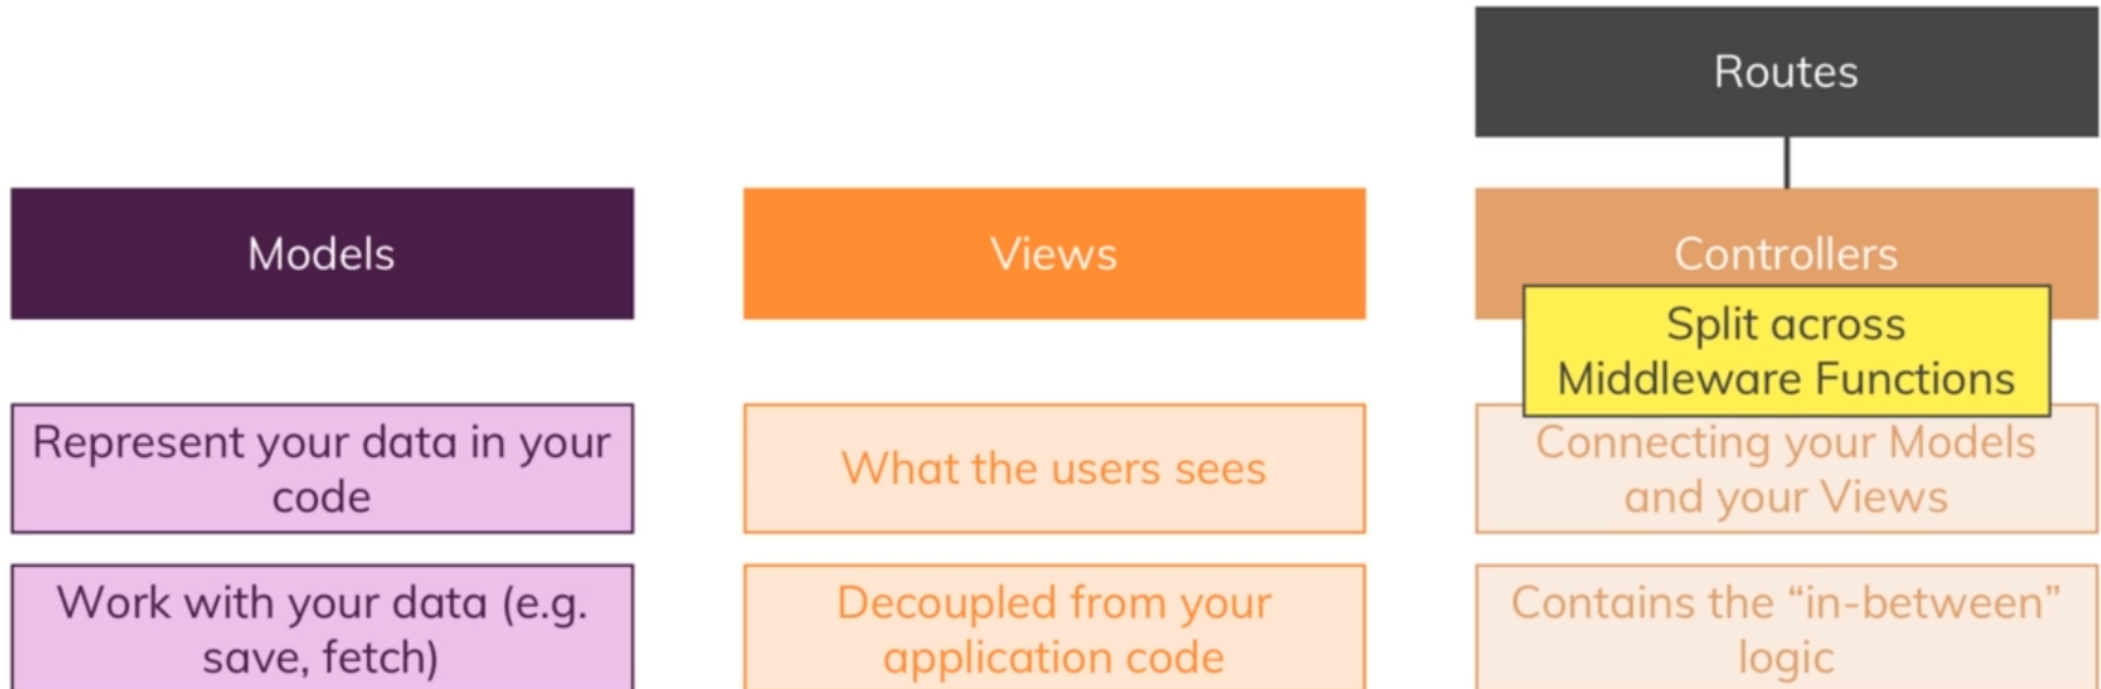 Routes
Models
Views
Controllers
Split across
Middleware Functions
Represent your data in your
code
What the users sees
Connecting your Models
and your Views
Work with your data (e.g.
save, fetch)
Decoupled from your
application code
Contains the “in-between”
logic